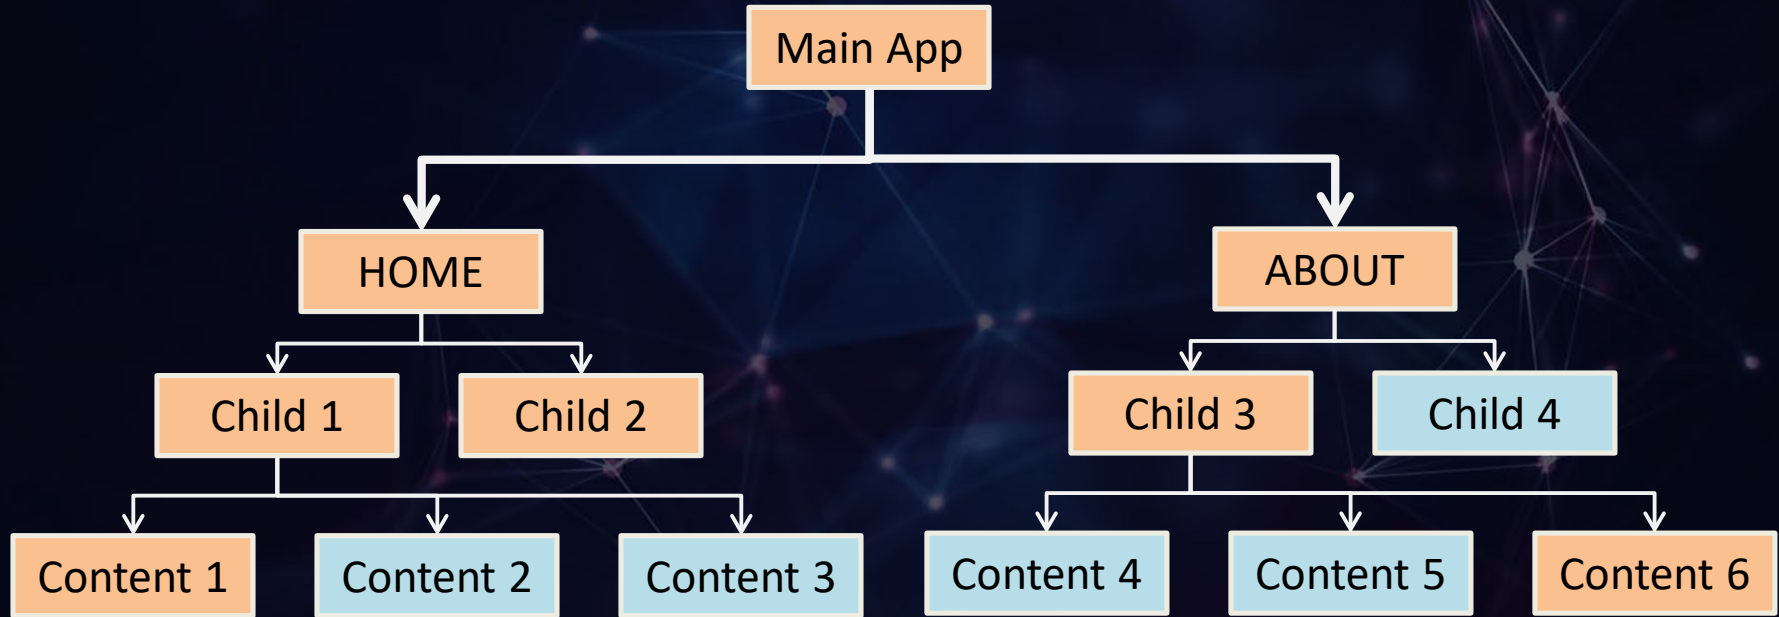 Main App
HOME
ABOUT
Child 1
Child 2
Child 3
Child 4
Content 1
Content 2
Content 3
Content 4
Content 5
Content 6